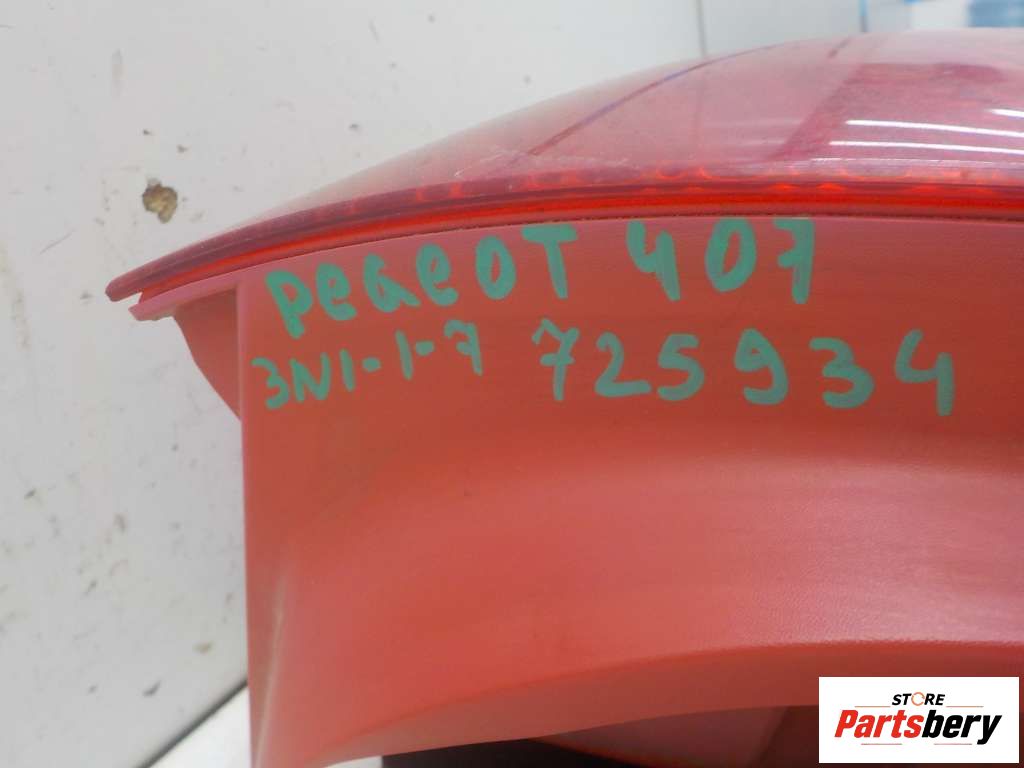 PEGEOT 407
3N1-1-7 725934
STORE
Partsbery